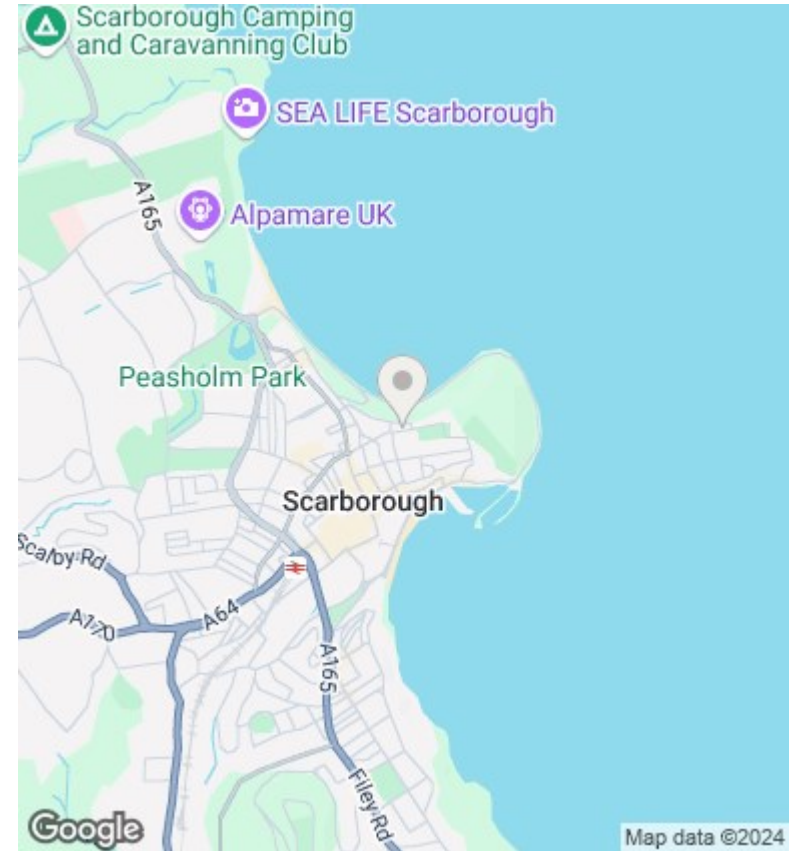 Scarborough Camping
and Caravanning Club
SEA LIFE Scarborough
A165
Alpamare UK
Peasholm Park
Scarborough
Scalby Rd
A64
A170
A165
Filey Rd
Google
Map data ©2024